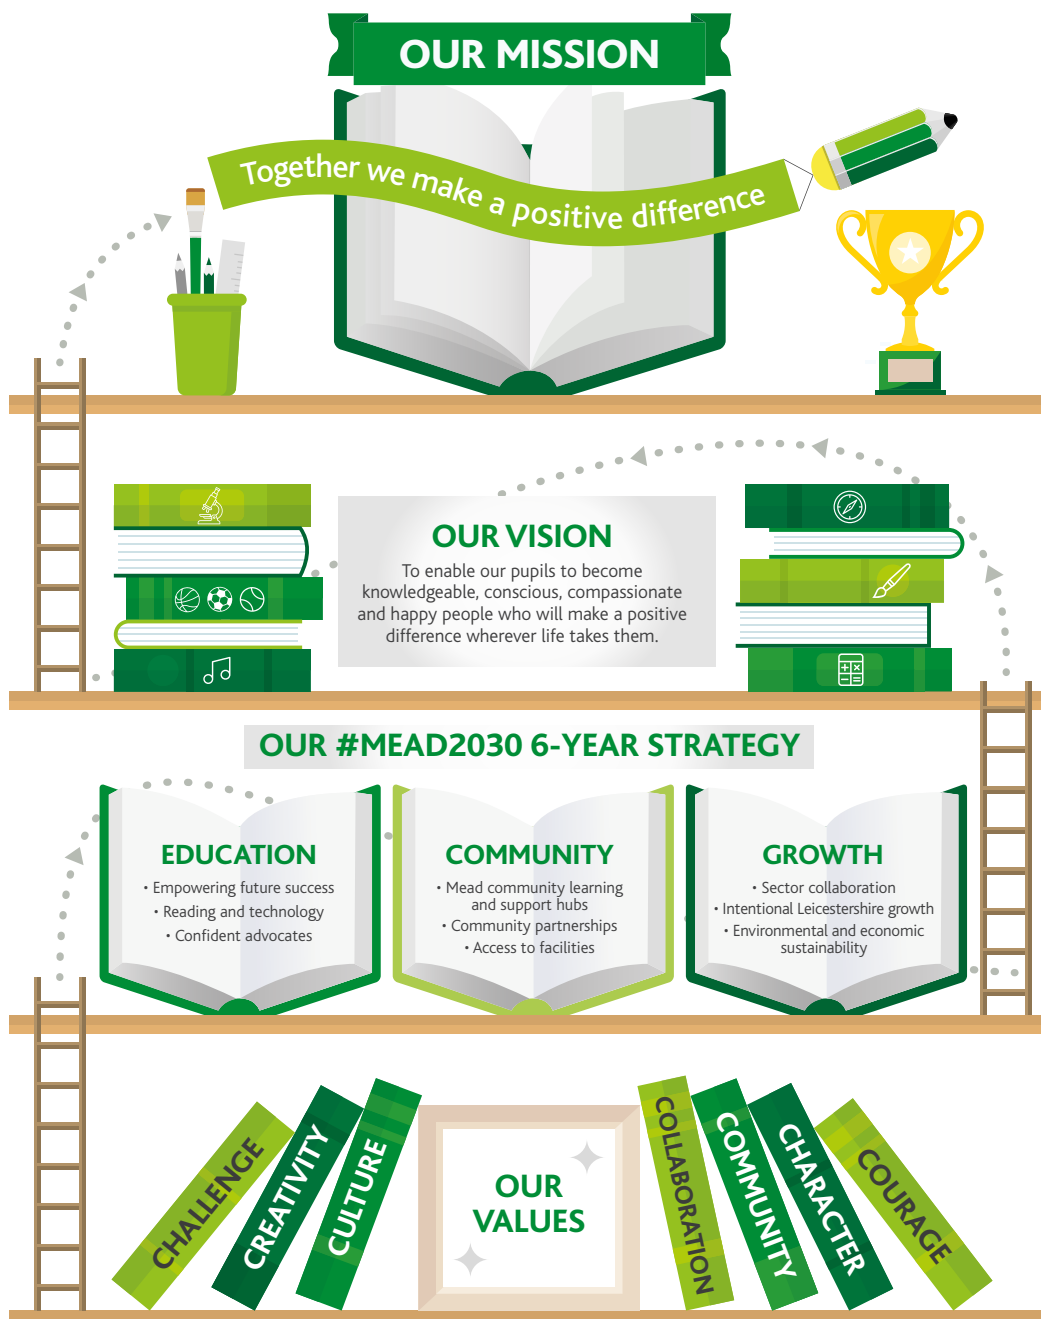 OUR MISSION
Together we make a positive difference
OUR VISION
To enable our pupils to become
knowledgeable, conscious, compassionate
and happy people who will make a positive
difference wherever life takes them.
OUR #MEAD2030 6-YEAR STRATEGY
EDUCATION
• Empowering future success
• Reading and technology
• Confident advocates
COMMUNITY
• Mead community learning
and support hubs
• Community partnerships
• Access to facilities
GROWTH
• Sector collaboration
• Intentional Leicestershire growth
• Environmental and economic
sustainability
CHALLENGE
CREATIVITY
CULTURE
OUR
VALUES
COLLABORATION
COMMUNITY
CHARACTER
COURAGE